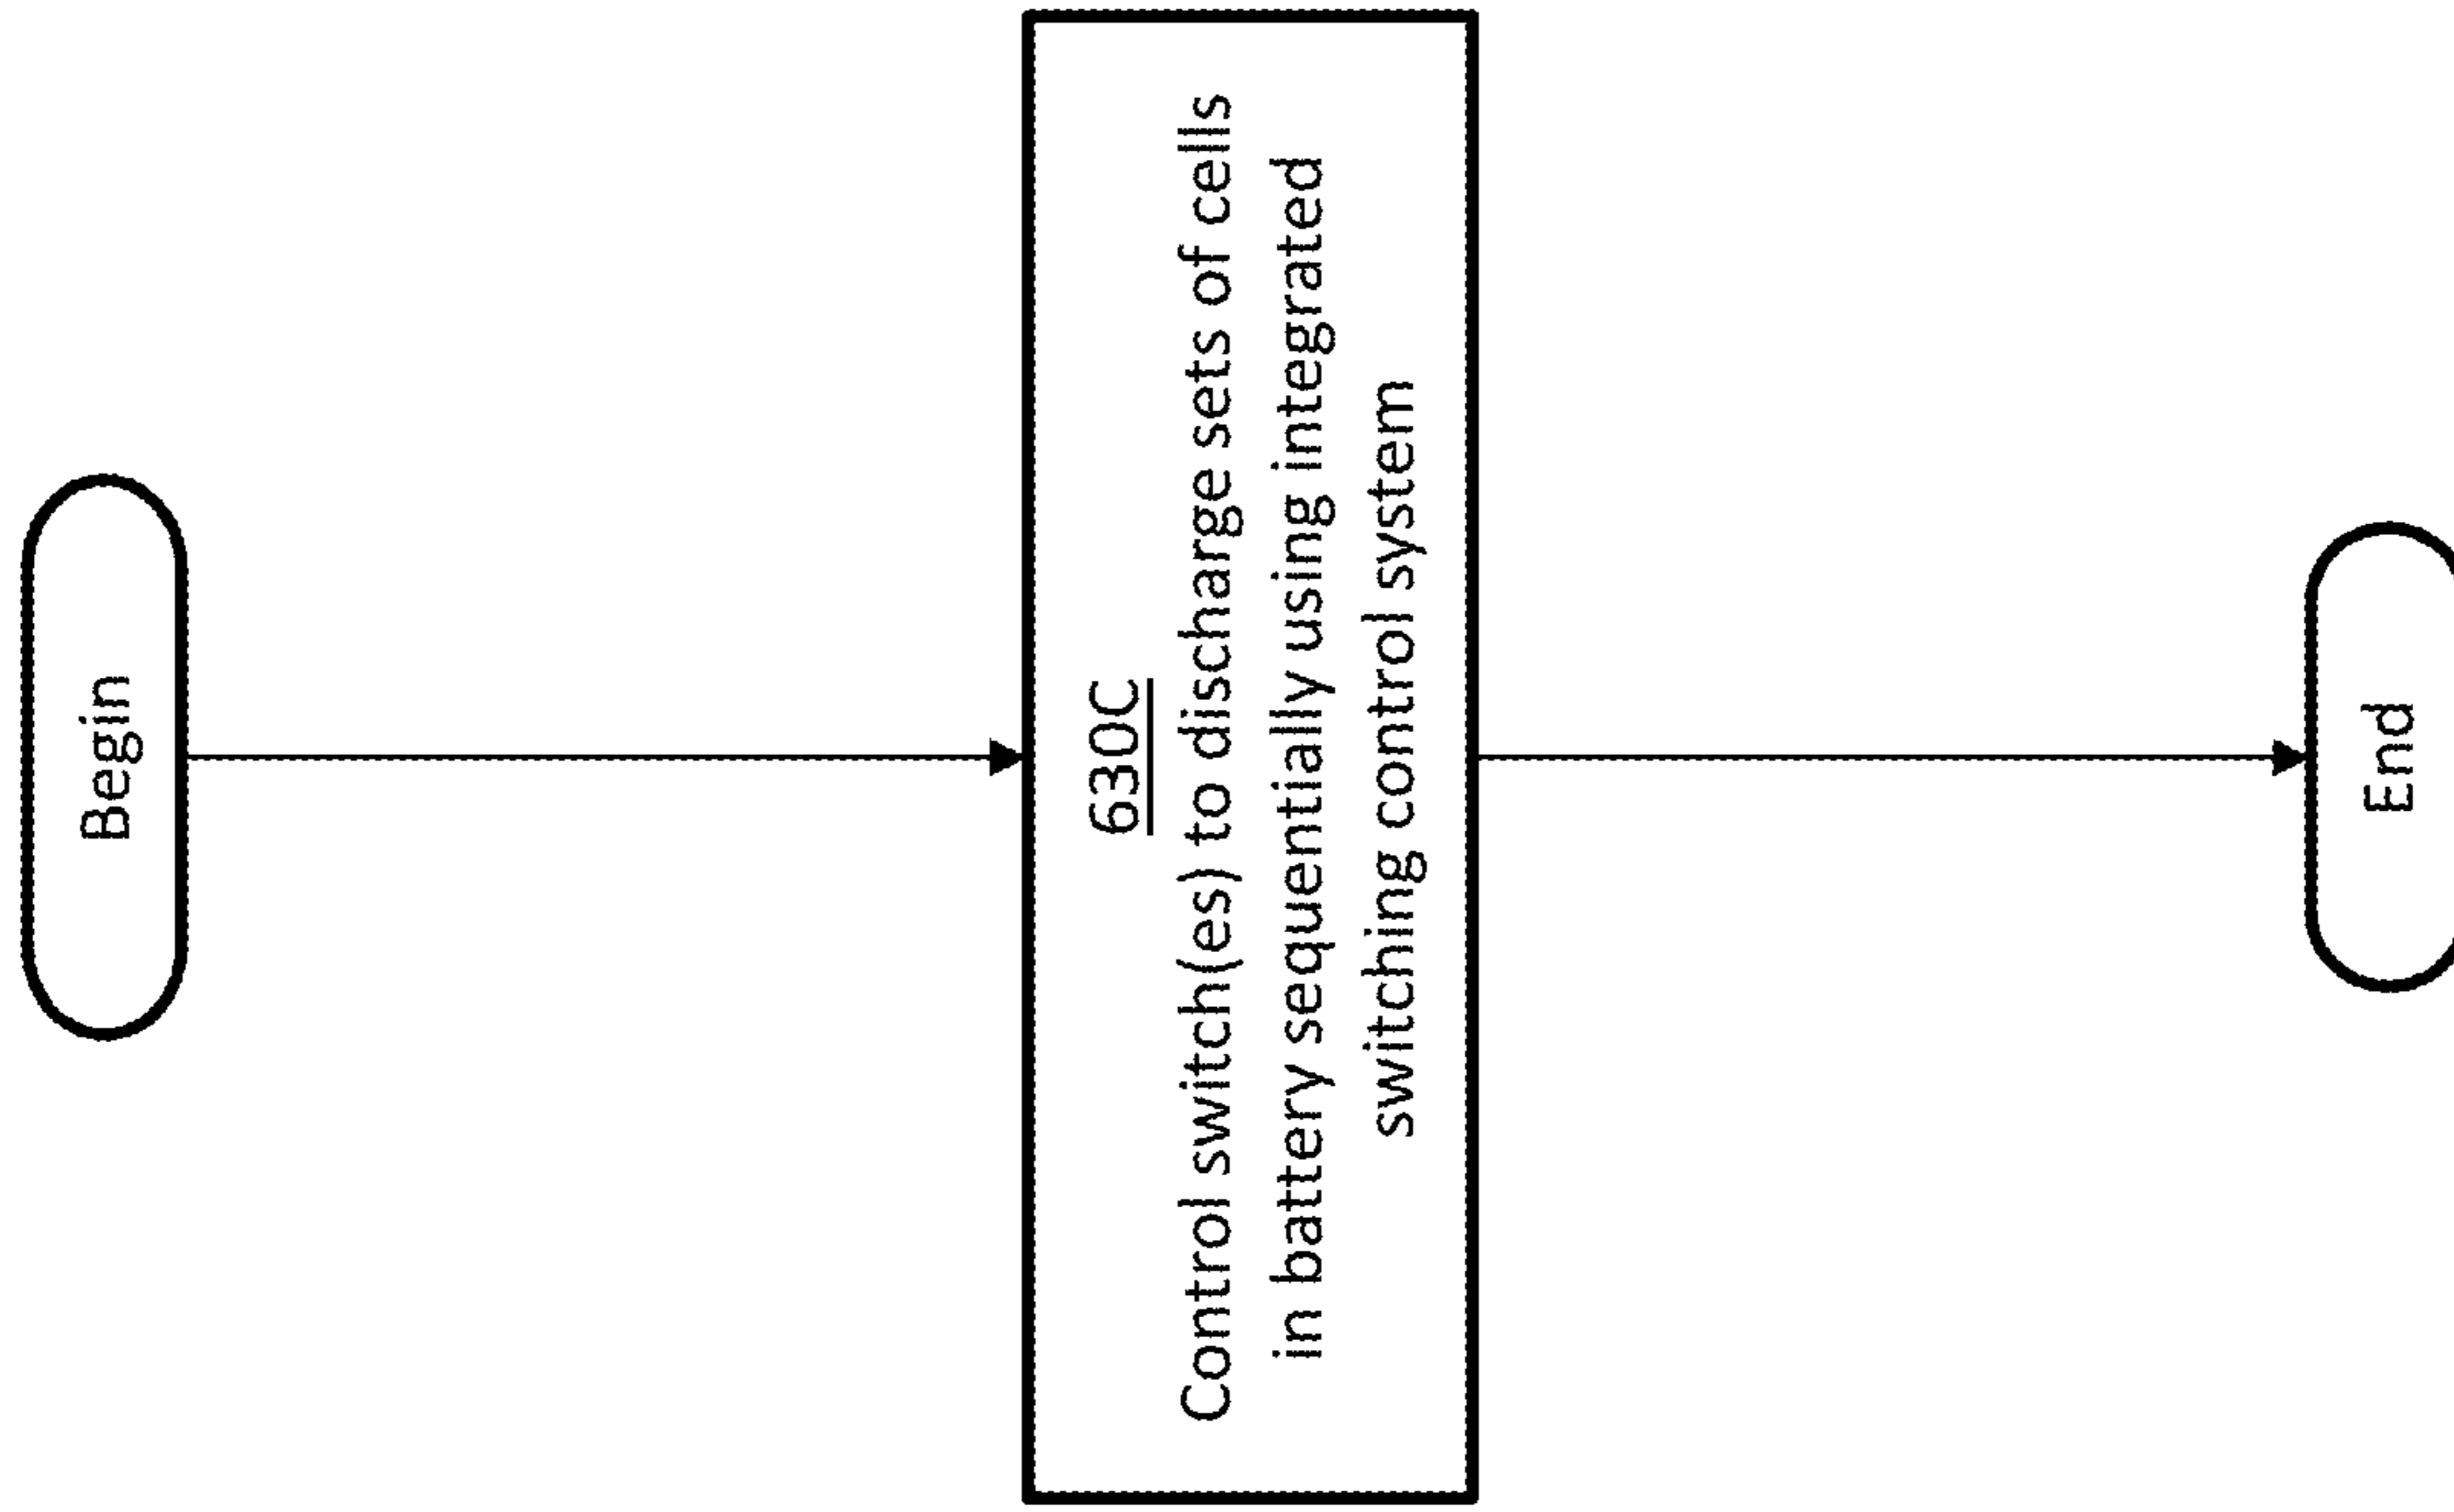 Begin
630C
Control switch(es) to discharge sets of cells
in battery sequentially using integrated
switching control system
End